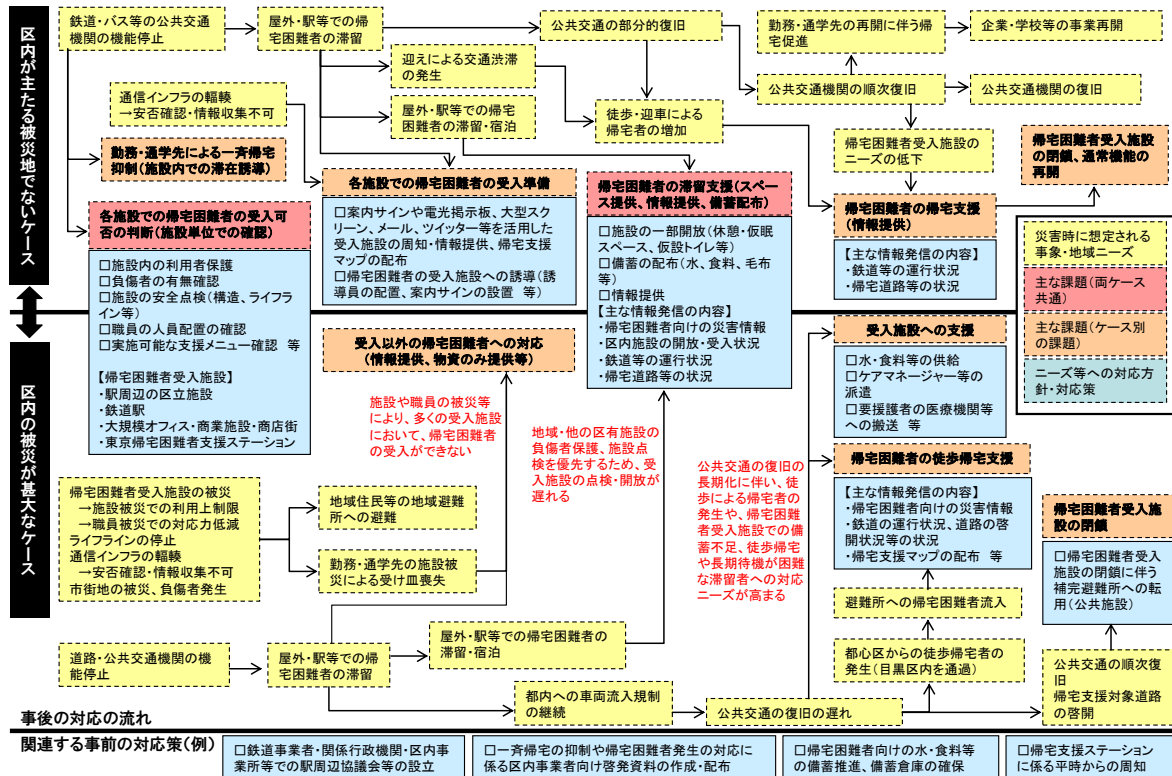 区内が主たる被災地でないケース
鉄道・バス等の公共交通
機関の機能停止
屋外・駅等での帰
宅困難者の滞留
公共交通の部分的復旧
勤務・通学先の再開に伴う帰
宅促進
企業・学校等の事業再開
迎えによる交通渋滞
の発生
公共交通機関の順次復旧
公共交通機関の復旧
通信インフラの輻輳
→安否確認・情報収集不可
屋外・駅等での帰宅
困難者の滞留・宿泊
徒歩・迎車による
帰宅者の増加
帰宅困難者受入施設の
ニーズの低下
帰宅困難者受入施設
の閉鎖、通常機能の
再開
勤務・通学先による一斉帰宅
抑制(施設内での滞在誘導)
各施設での帰宅困難者の受入準備
□案内サインや電光掲示板、大型スク
リーン、メール、ツイッター等を活用した
受入施設の周知・情報提供、帰宅支援
マップの配布
□帰宅困難者の受入施設への誘導(誘
導員の配置、案内サインの設置 等)
帰宅困難者の滞留支援(スペー
ス提供、情報提供、備蓄配布)
□施設の一部開放(休憩・仮眠
スペース、仮設トイレ等)
□備蓄の配布(水、食料、毛布
等)
□情報提供
【主な情報発信の内容】
・帰宅困難者向けの災害情報
・区内施設の開放・受入状況
・鉄道等の運行状況
・帰宅道路等の状況
帰宅困難者の帰宅支援
(情報提供)
【主な情報発信の内容】
・鉄道等の運行状況
・帰宅道路等の状況
各施設での帰宅困難者の受入可
否の判断(施設単位での確認)
□施設内の利用者保護
□負傷者の有無確認
□施設の安全点検(構造、ライフラ
イン等)
□職員の人員配置の確認
□実施可能な支援メニュー確認 等
【帰宅困難者受入施設】
・駅周辺の区立施設
・鉄道駅
・大規模オフィス・商業施設・商店街
・東京帰宅困難者支援ステーション
災害時に想定される
事象・地域ニーズ
主な課題(両ケース
共通)
主な課題(ケース別
の課題)
ニーズ等への対応方
針・対応策
区内の被災が甚大なケース
受入以外の帰宅困難者への対応
(情報提供、物資のみ提供等)
受入施設への支援
□水・食料等の供給
□ケアマネージャー等の
派遣
□要援護者の医療機関等
への搬送 等
施設や職員の被災等
により、多くの受入施設
において、帰宅困難者
の受入ができない
地域・他の区有施設の
負傷者保護、施設点
検を優先するため、受
入施設の点検・開放が
遅れる
公共交通の復旧の
長期化に伴い、徒
歩による帰宅者の
発生や、帰宅困難
者受入施設での備
蓄不足、徒歩帰宅
や長期待機が困難
な滞留者への対応
ニーズが高まる
帰宅困難者の徒歩帰宅支援
【主な情報発信の内容】
・帰宅困難者向けの災害情報
・鉄道の運行状況、道路の啓
開状況等の状況
・帰宅支援マップの配布 等
帰宅困難者受入施
設の閉鎖
□帰宅困難者受入
施設の閉鎖に伴う
補完避難所への転
用(公共施設)
帰宅困難者受入施設の被災
→施設被災での利用上制限
→職員被災での対応力低減
ライフラインの停止
通信インフラの輻輳
→安否確認・情報収集不可
市街地の被災、負傷者発生
地域住民等の地域避難
所への避難
勤務・通学先の施設被
災による受け皿喪失
避難所への帰宅困難者流入
都心区からの徒歩帰宅者の
発生(目黒区内を通過)
公共交通の順次復
旧
帰宅支援対象道路の
啓開
道路・公共交通機関の機
能停止
屋外・駅等での帰
宅困難者の滞留
屋外・駅等での帰宅困難者の
滞留・宿泊
都内への車両流入規制
の継続
公共交通の復旧の遅れ
事後の対応の流れ
関連する事前の対応策(例)
□鉄道事業者・関係行政機関・区内事
業所等での駅周辺協議会等の設立
□一斉帰宅の抑制や帰宅困難者発生の対応に
係る区内事業者向け啓発資料の作成・配布
□帰宅困難者向けの水・食料等
の備蓄推進、備蓄倉庫の確保
□帰宅支援ステーション
に係る平時からの周知